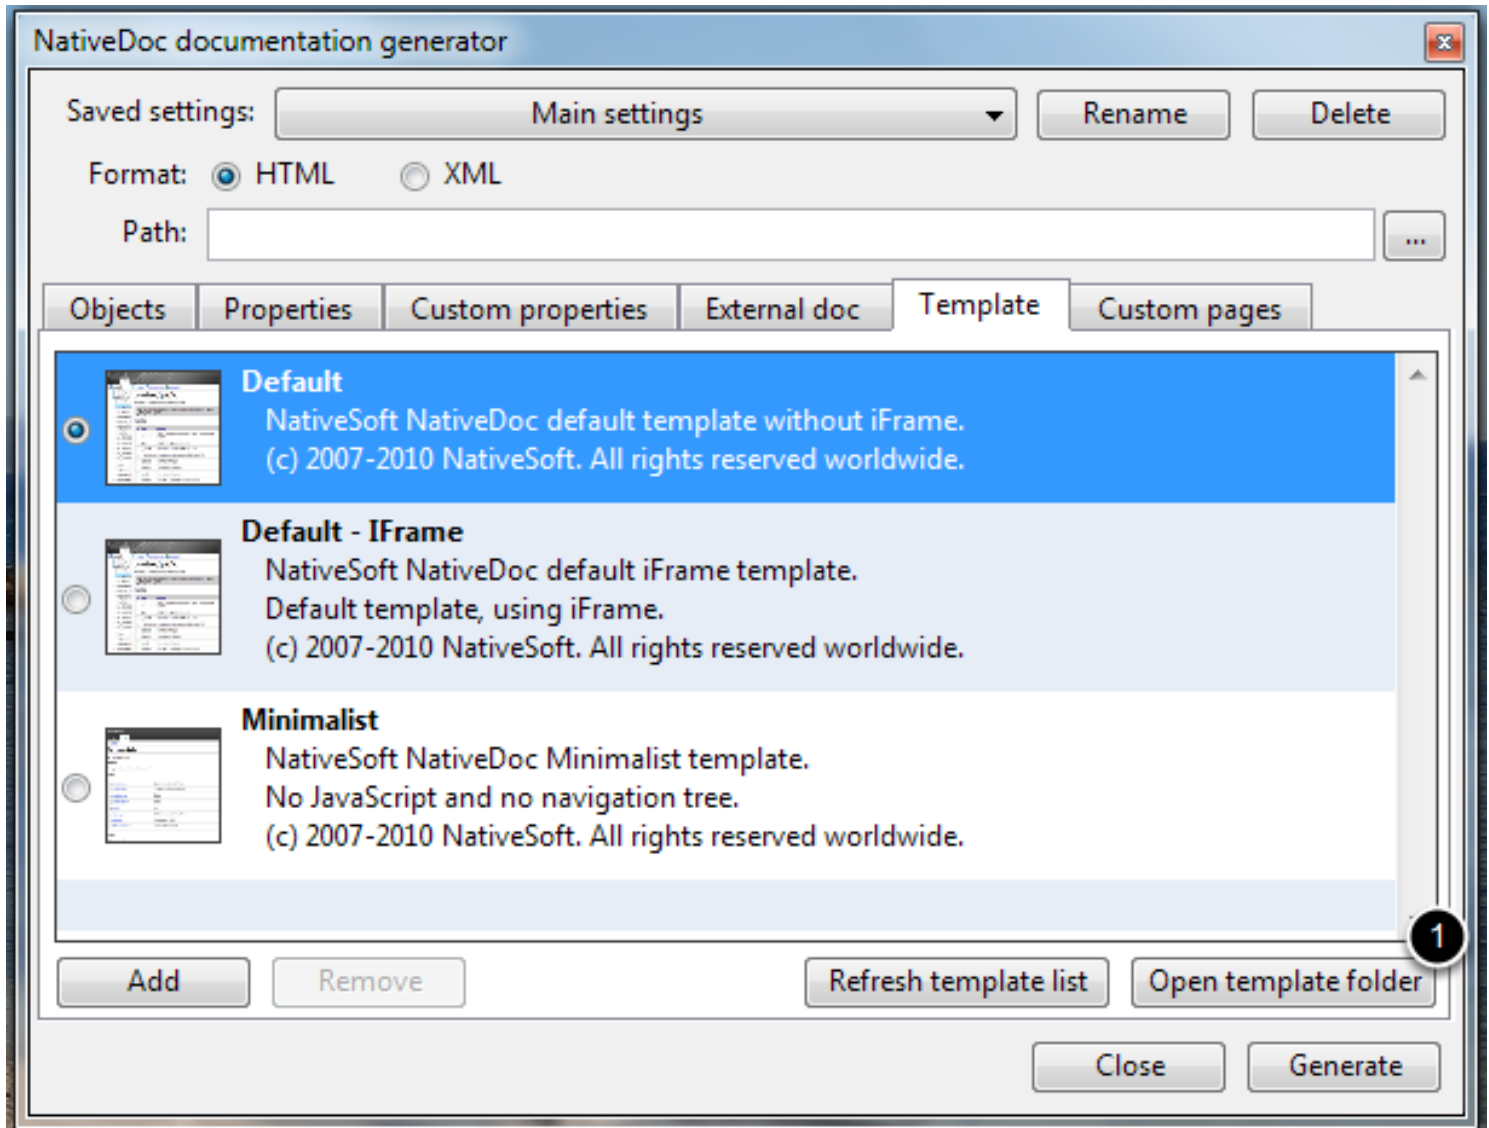 NativeDoc documentation generator
Saved settings: Main settings Rename Delete
Format: HTML XML
Path: ...
Objects Properties Custom properties External doc Template Custom pages
Default
NativeSoft NativeDoc default template without iFrame.
(c) 2007-2010 NativeSoft. All rights reserved worldwide.
Default - IFrame
NativeSoft NativeDoc default iFrame template.
Default template, using iFrame.
(c) 2007-2010 NativeSoft. All rights reserved worldwide.
Minimalist
NativeSoft NativeDoc Minimalist template.
No JavaScript and no navigation tree.
(c) 2007-2010 NativeSoft. All rights reserved worldwide.
1
Add Remove Refresh template list Open template folder
Close Generate